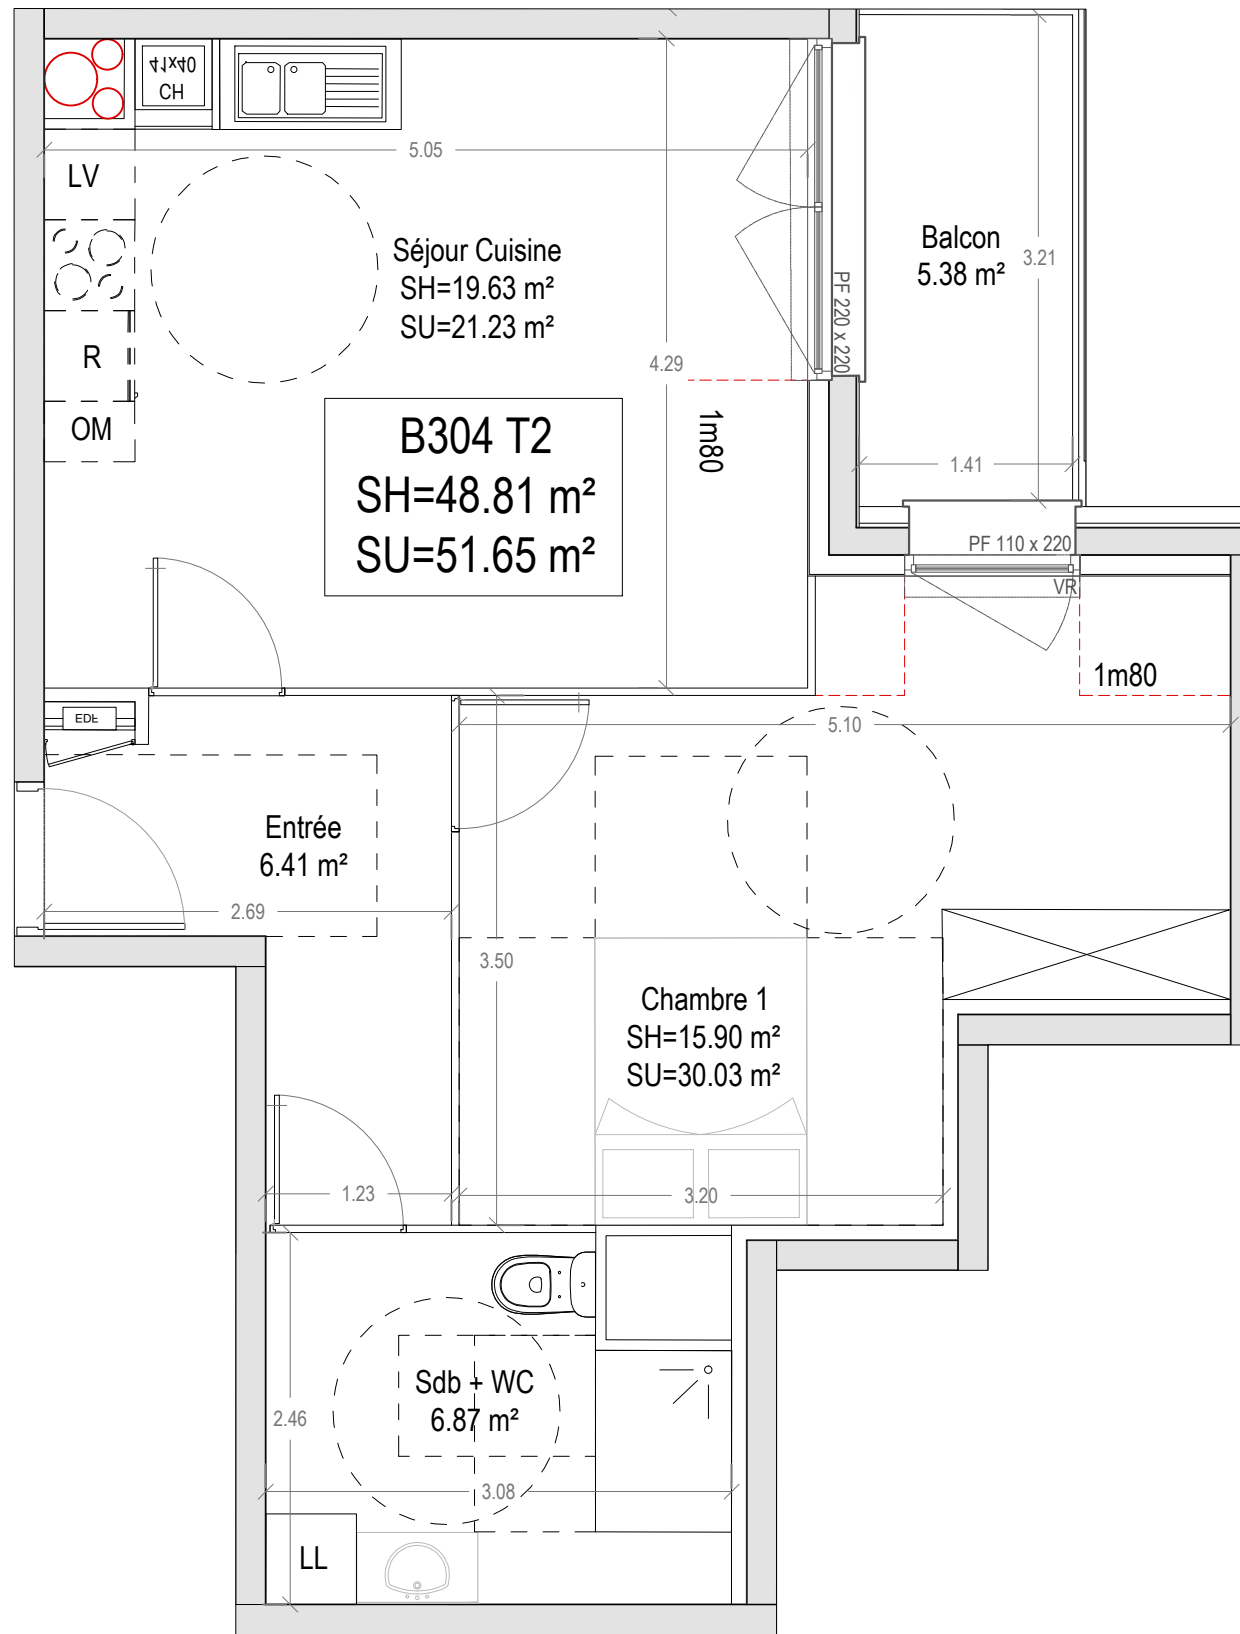 41x40
CH
5.05
LV
Séjour Cuisine
SH=19.63 m²
SU=21.23 m²
Balcon
5.38 m²
3.21
PF 220 x 220
R
4.29
OM
B304 T2
SH=48.81 m²
SU=51.65 m²
1m80
1.41
PF 110 x 220
VR
1m80
EDL
5.10
Entrée
6.41 m²
2.69
3.50
Chambre 1
SH=15.90 m²
SU=30.03 m²
1.23
3.20
Sdb + WC
6.87 m²
2.46
3.08
LL